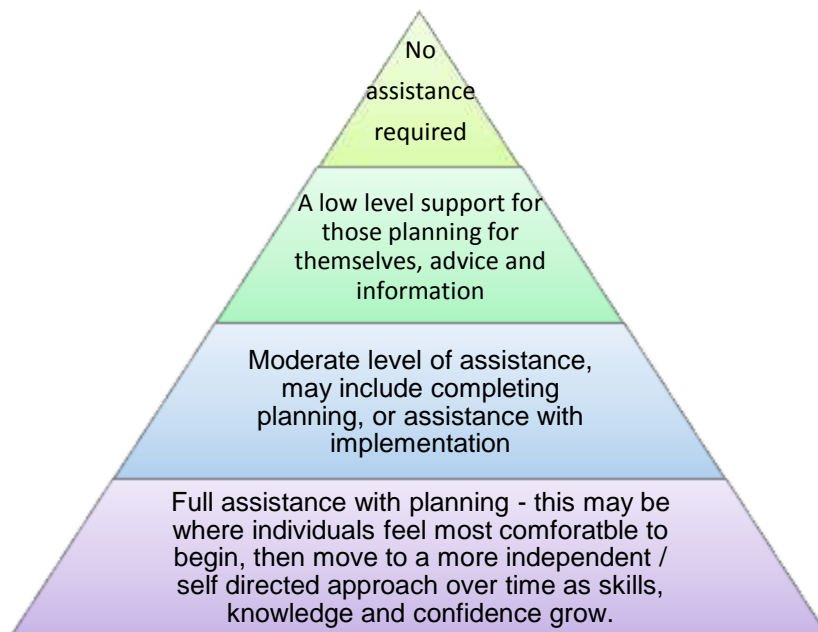 No
assistance
required
A low level support for
those planning for
themselves, advice and
information
Moderate level of assistance,
may include completing
planning, or assistance with
implementation
Full assistance with planning - this may be
where individuals feel most comforatble to
begin, then move to a more independent /
self directed approach over time as skills,
knowledge and confidence grow.